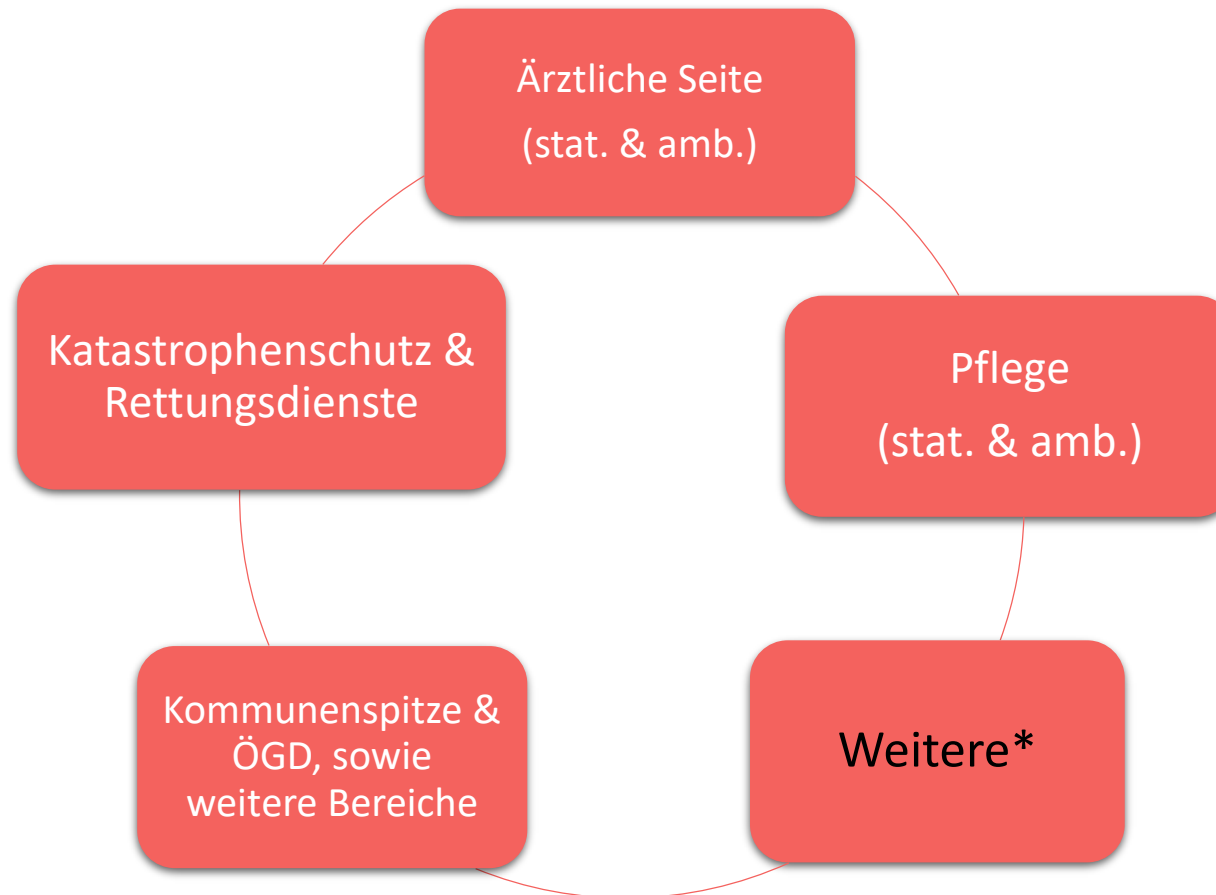 Ärztliche Seite
(stat. & amb.)
Katastrophenschutz &
Rettungsdienste
Pflege
(stat. & amb.)
Kommunenspitze &
ÖGD, sowie
weitere Bereiche
Weitere*